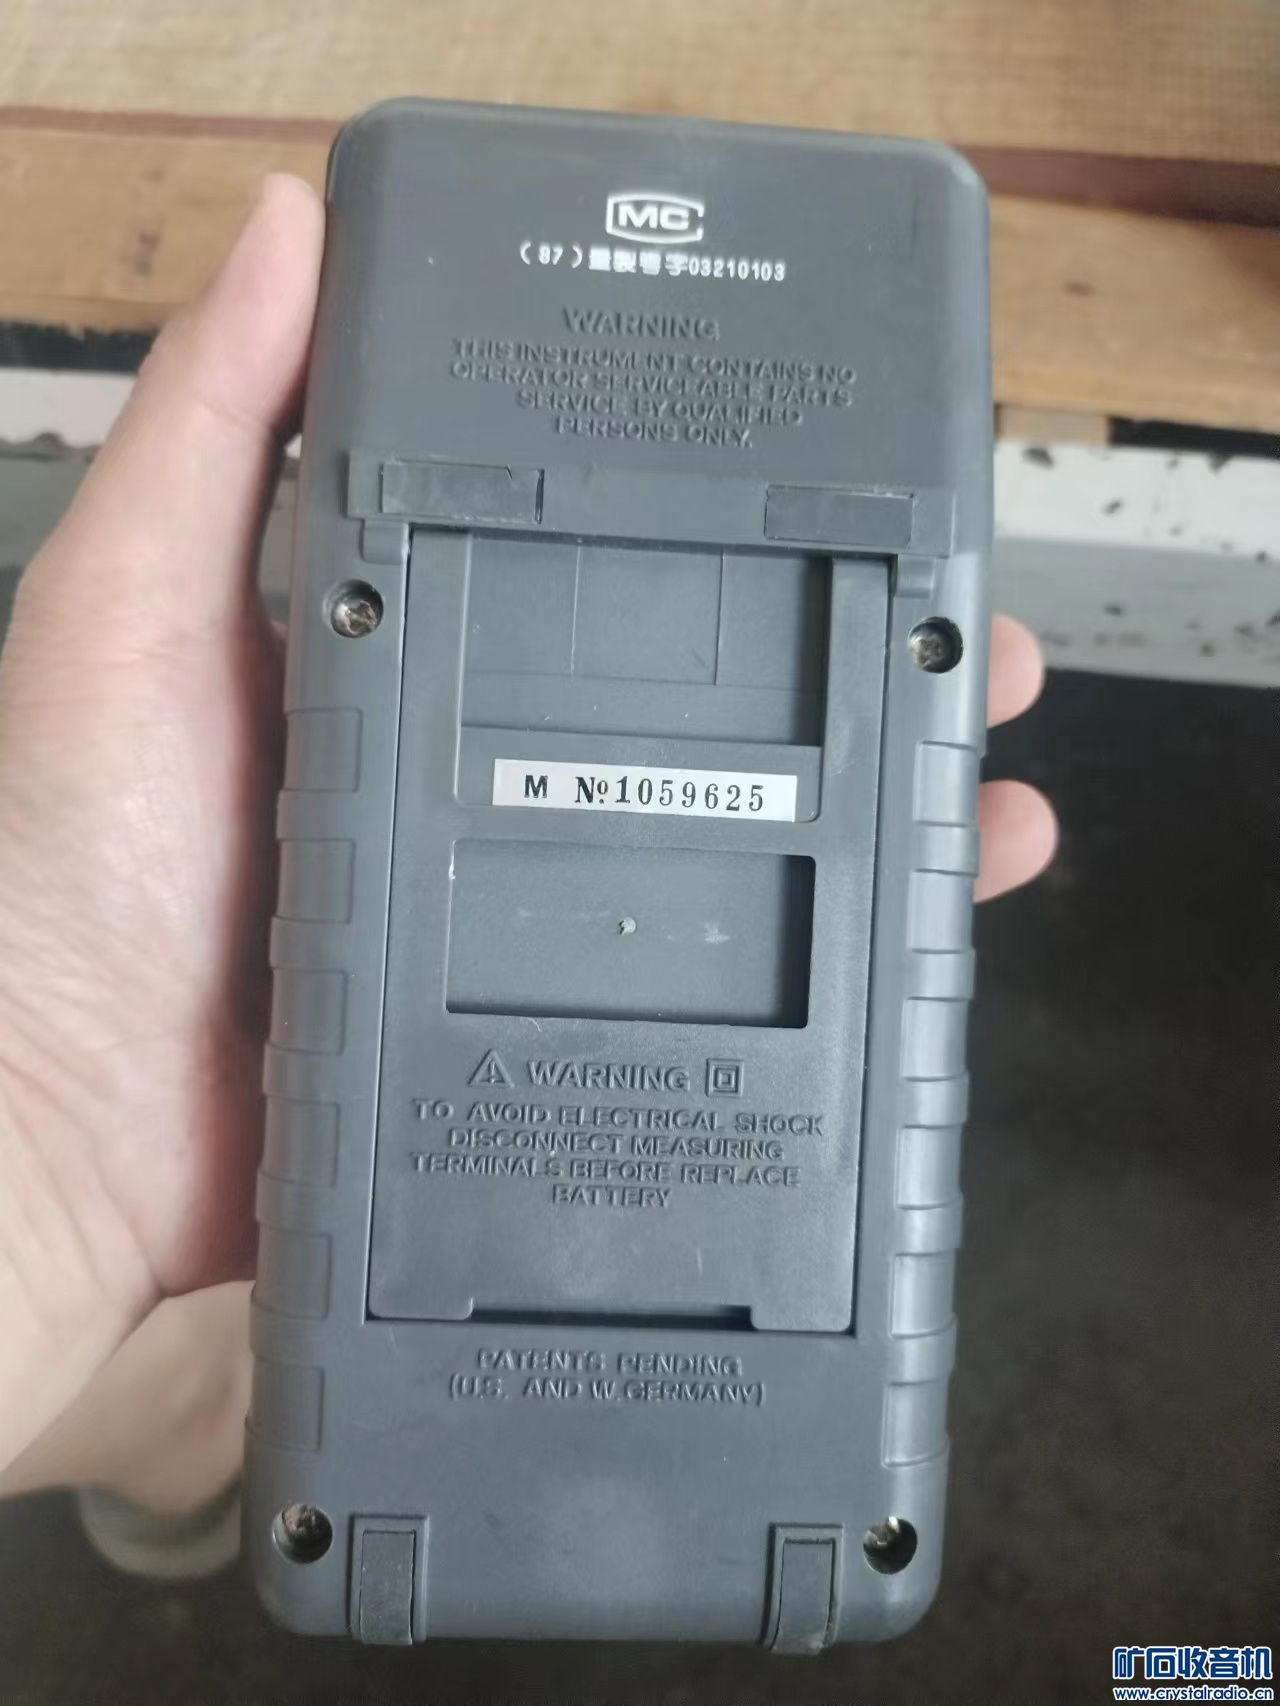 MC
(87)量製粤字03210103
WARNING
THIS INSTRUMENT CONTAINS NO
OPERATOR SERVICEABLE PARTS
SERVICE BY QUALIFIED
PERSONS ONLY.
M №1059625
WARNING
TO AVOID ELECTRICAL SHOCK
DISCONNECT MEASURING
TERMINALS BEFORE REPLACE
BATTERY
PATENTS PENDING
(U.S. AND W.GERMANY)
矿石收音机
www.crystalradio.cn